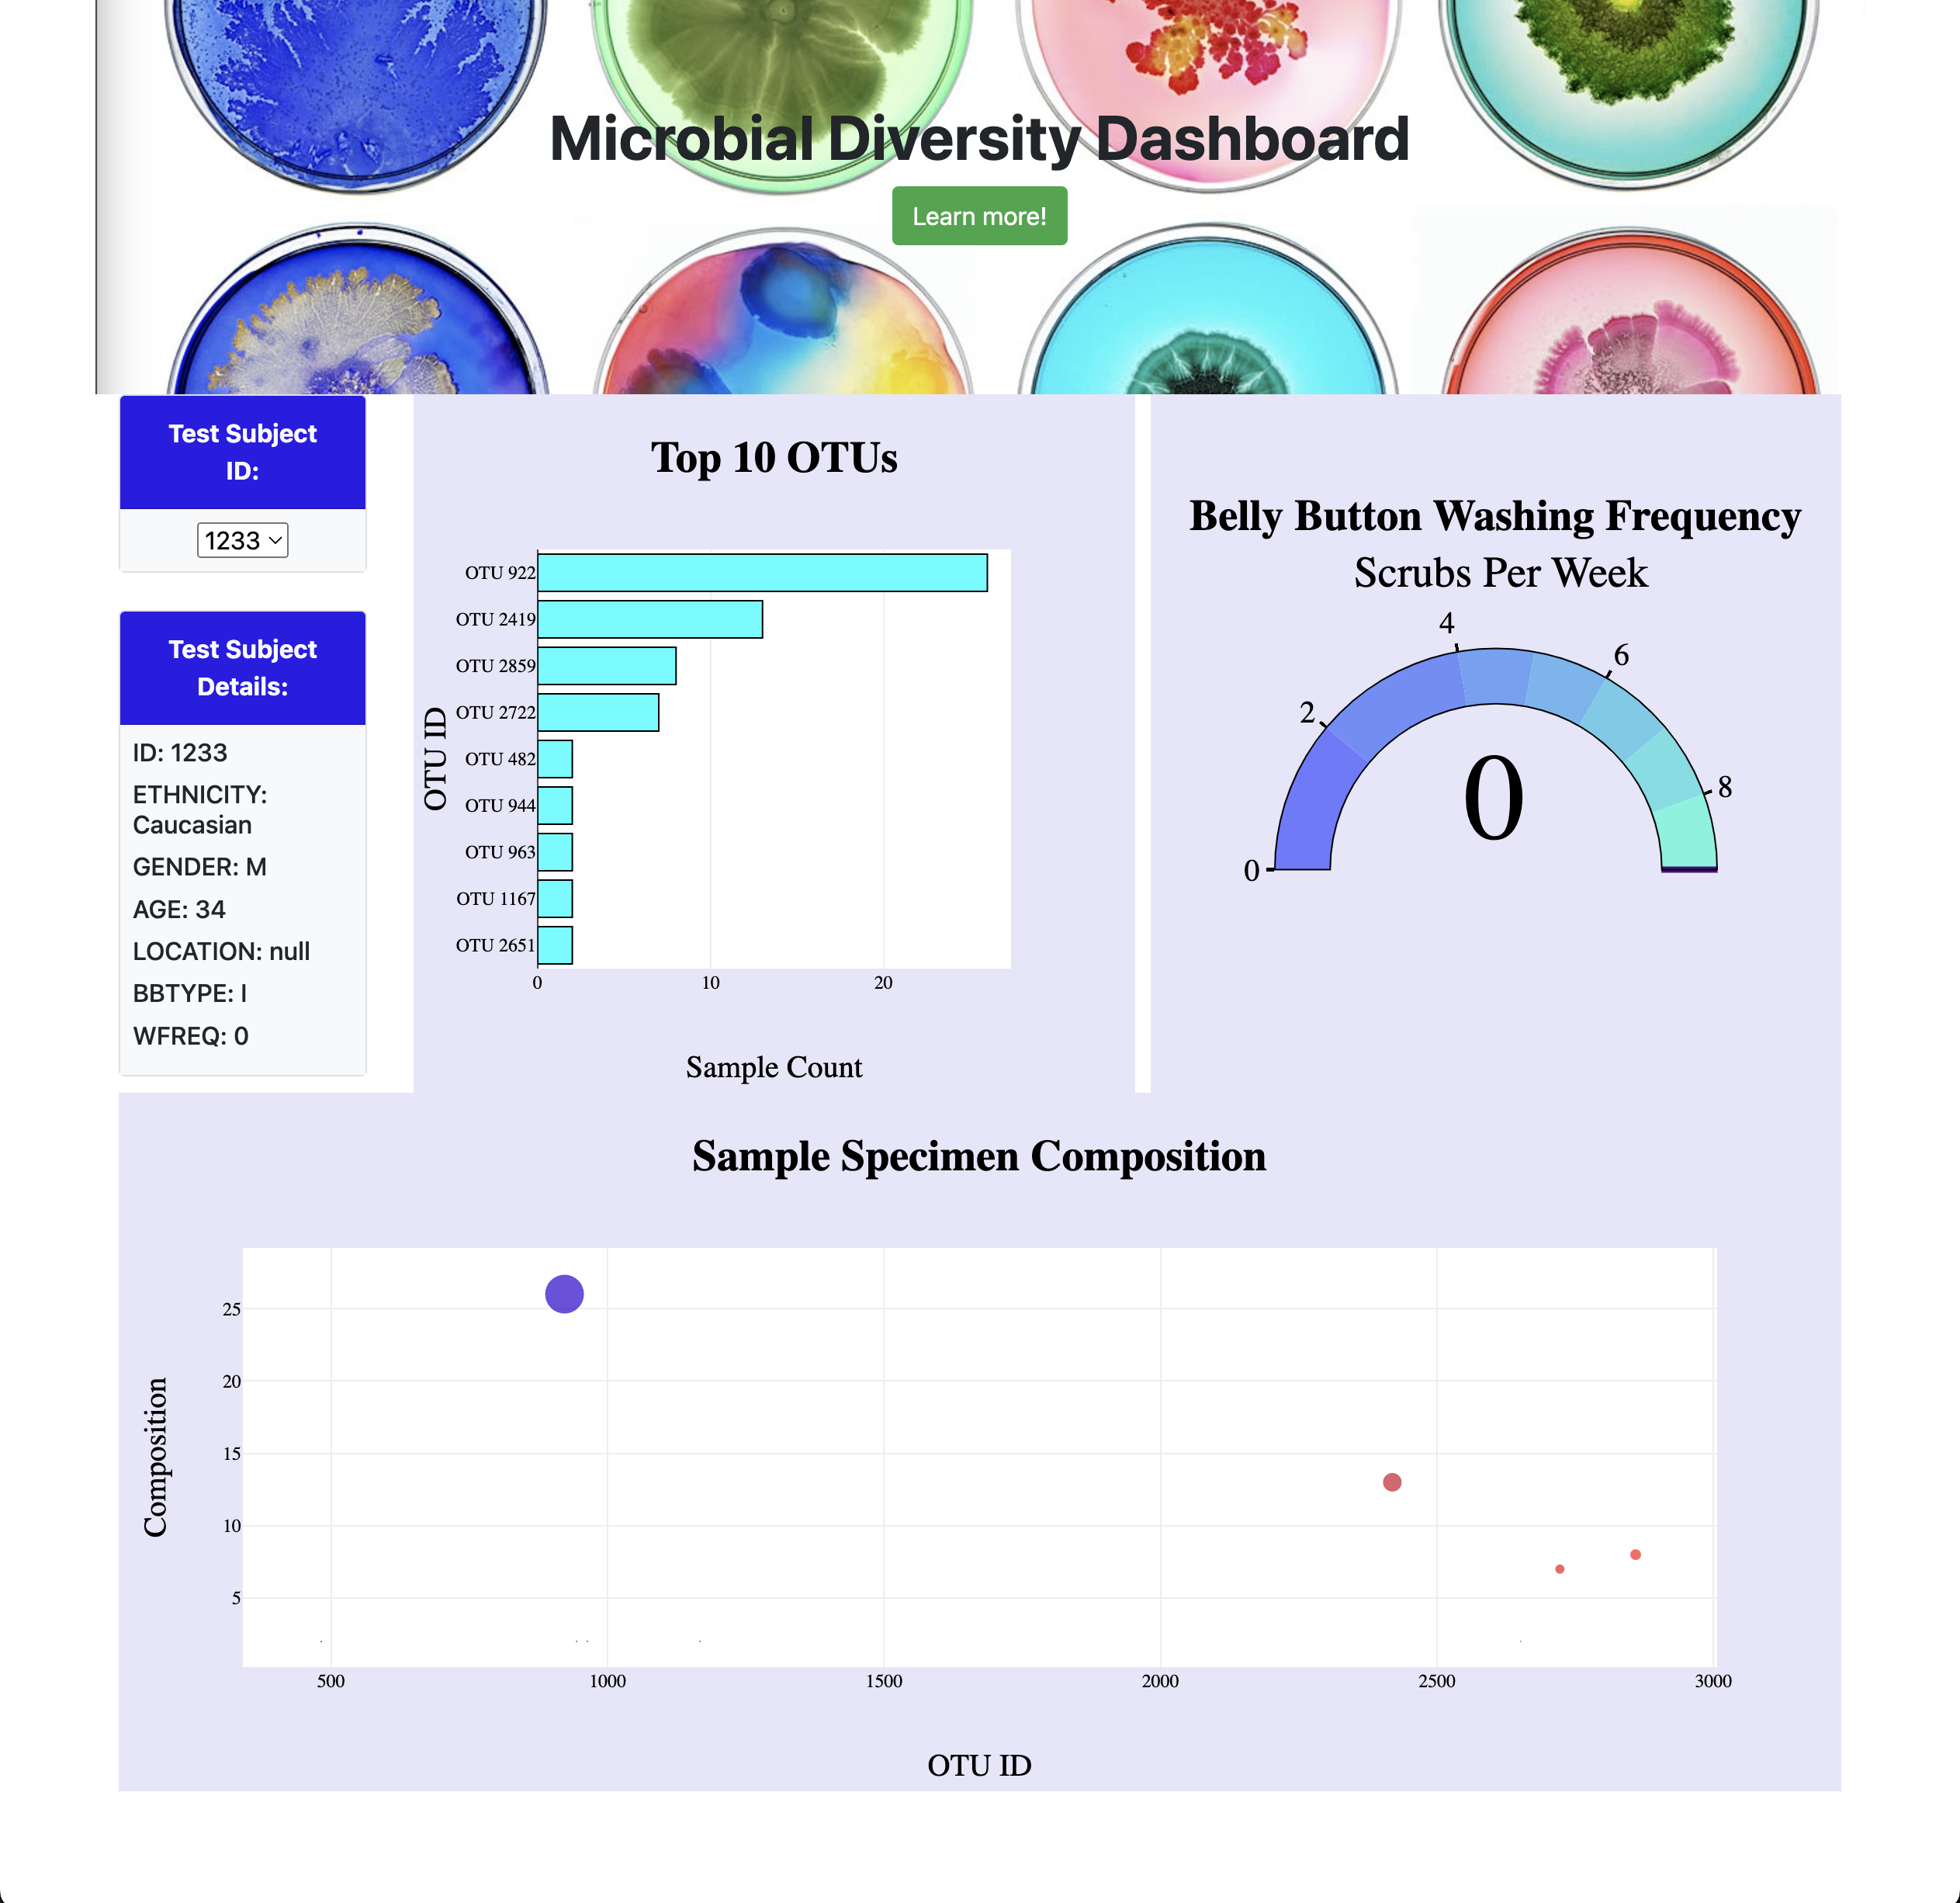 Microbial Diversity Dashboard
Learn more!
Test Subject
ID:
1233
Test Subject
Details:
ID: 1233
ETHNICITY:
Caucasian
GENDER: M
AGE: 34
LOCATION: null
BBTYPE: I
WFREQ: 0
Top 10 OTUs
OTU ID
OTU 922
OTU 2419
OTU 2859
OTU 2722
OTU 482
OTU 944
OTU 963
OTU 1167
OTU 2651
0 10 20
Sample Count
Belly Button Washing Frequency
Scrubs Per Week
0 2 4 6 8
0
Sample Specimen Composition
Composition
25
20
15
10
5
500 1000 1500 2000 2500 3000
OTU ID